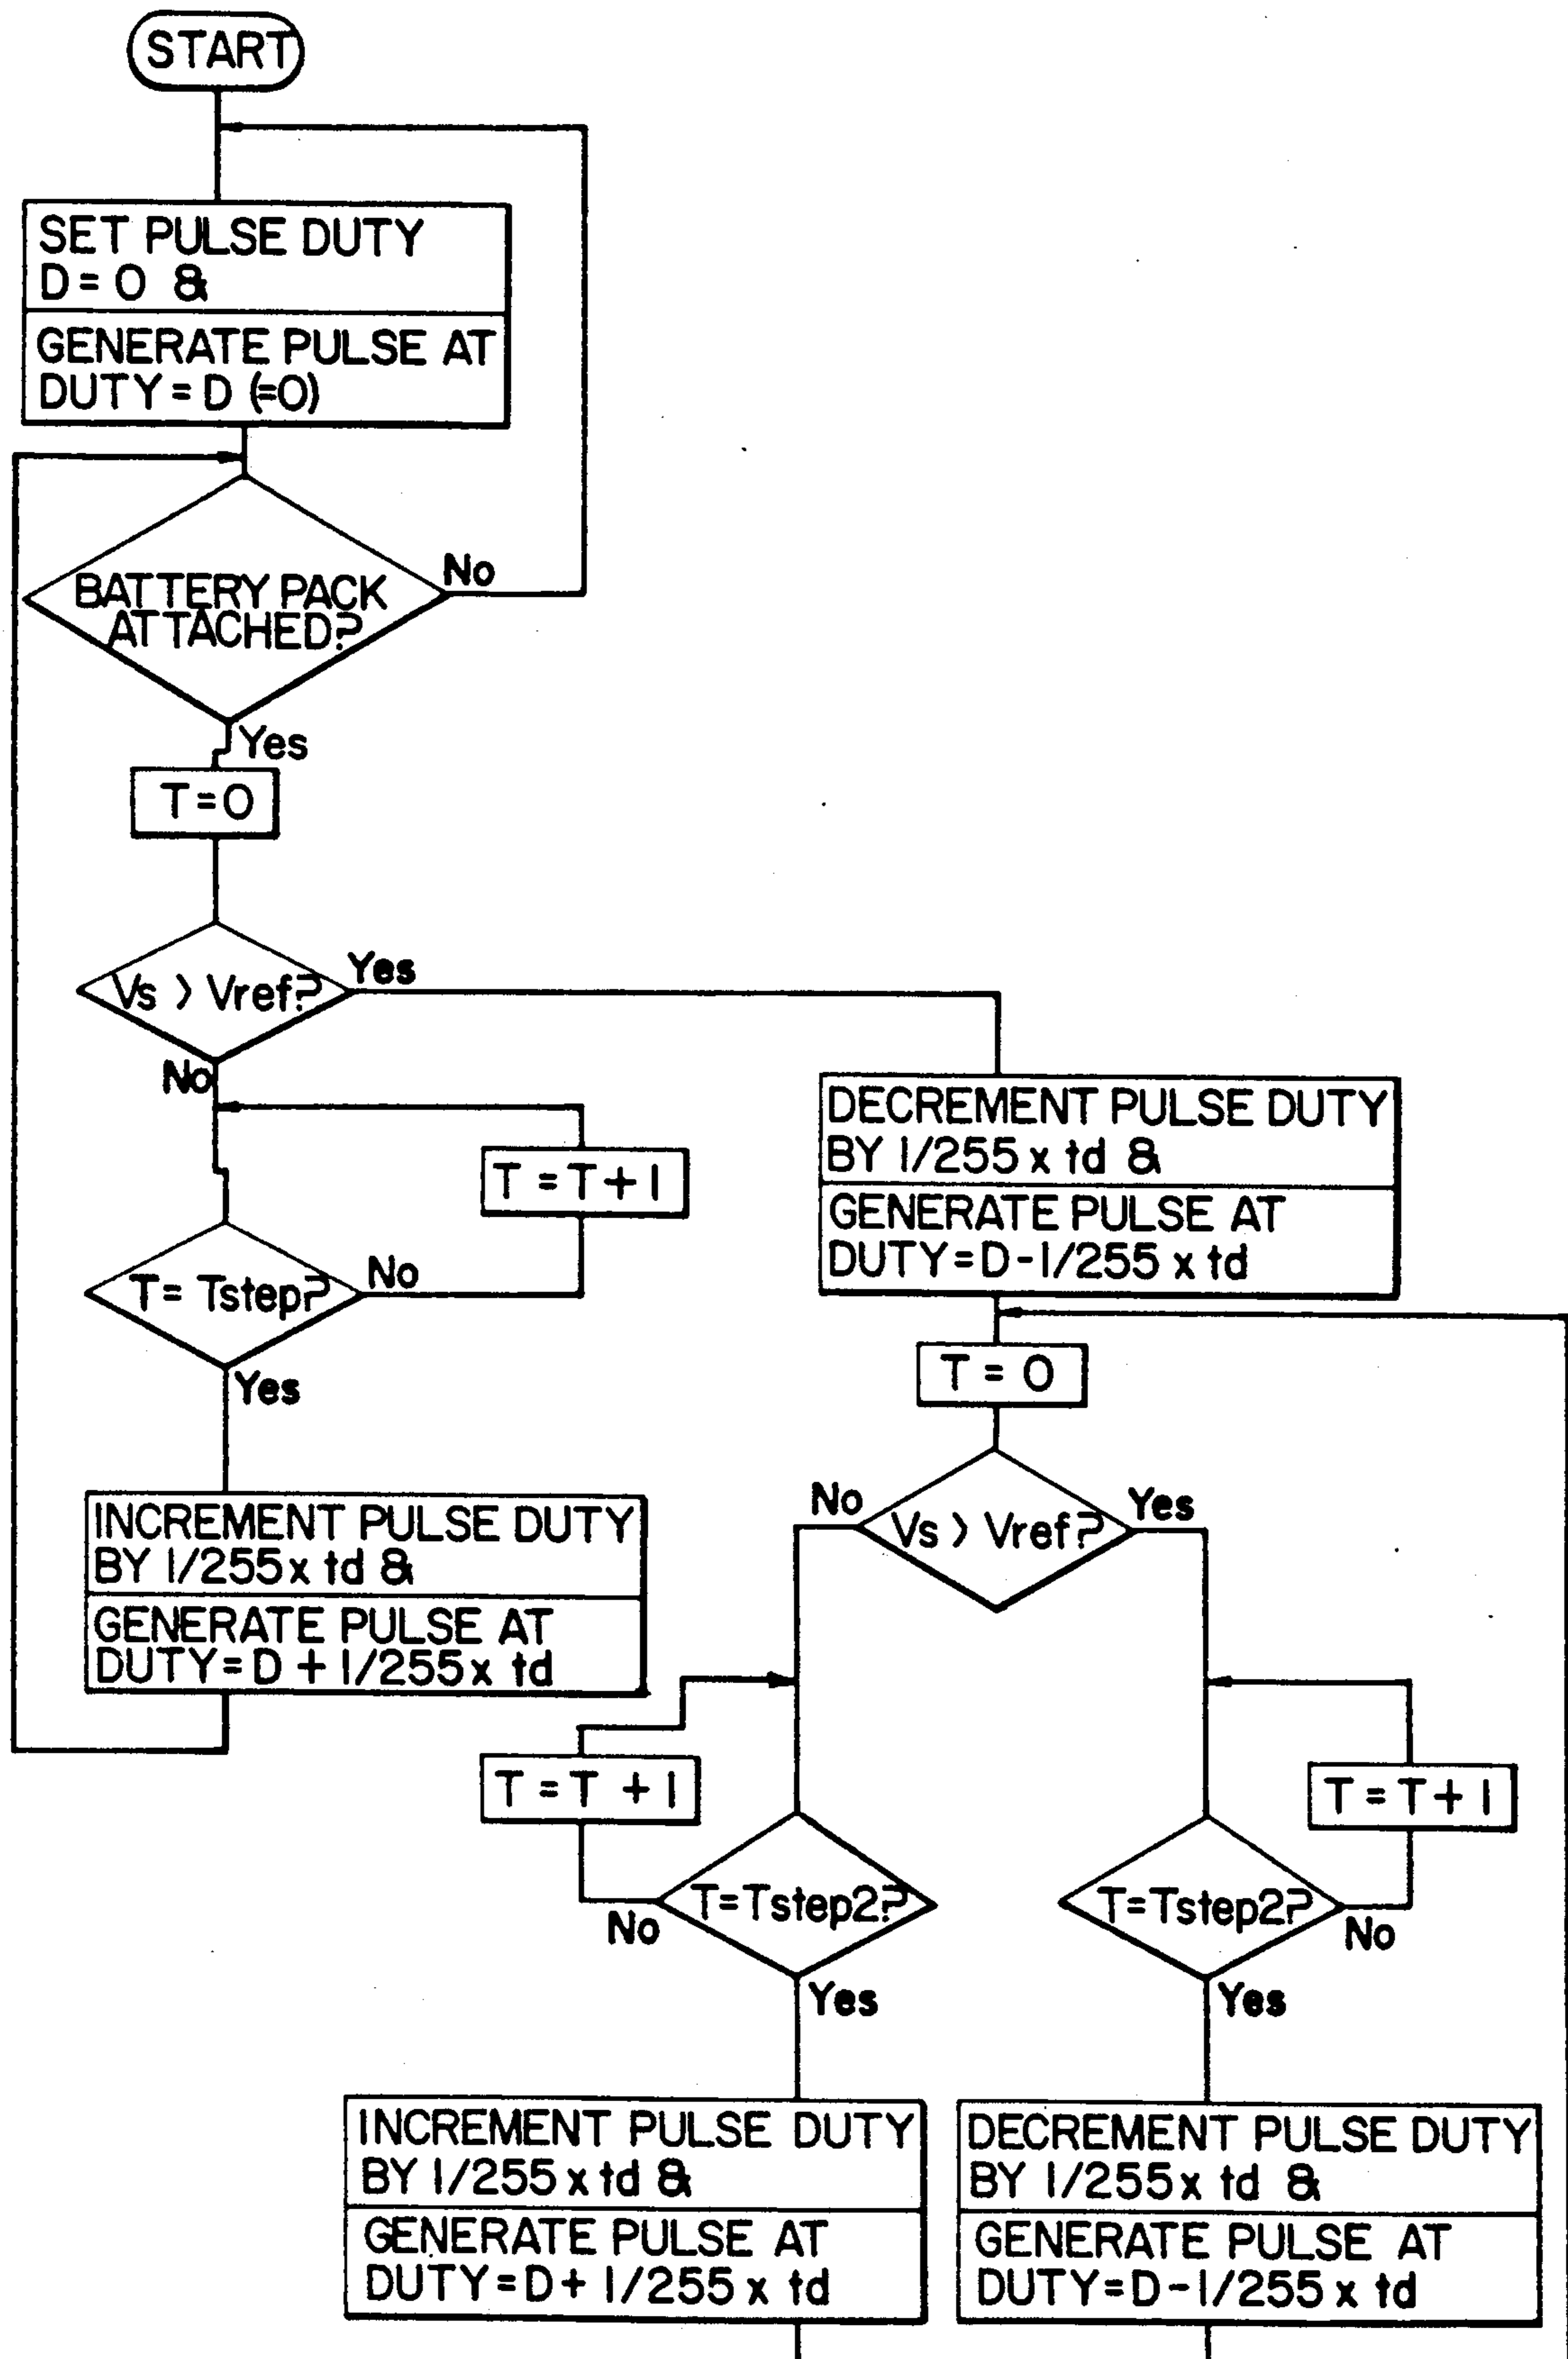 START
SET PULSE DUTY
D = 0 &
GENERATE PULSE AT
DUTY = D (=0)
BATTERY PACK
ATTACHED?
No
Yes
T=0
Vs > Vref?
Yes
No
T = T + 1
T = Tstep?
No
Yes
INCREMENT PULSE DUTY
BY 1/255 x td &
GENERATE PULSE AT
DUTY = D + 1/255 x td
DECREMENT PULSE DUTY
BY 1/255 x td &
GENERATE PULSE AT
DUTY = D - 1/255 x td
T = 0
Vs > Vref?
No
Yes
T = T + 1
T=Tstep2?
No
Yes
T = T + 1
T=Tstep2?
No
Yes
INCREMENT PULSE DUTY
BY 1/255 x td &
GENERATE PULSE AT
DUTY = D + 1/255 x td
DECREMENT PULSE DUTY
BY 1/255 x td &
GENERATE PULSE AT
DUTY = D - 1/255 x td